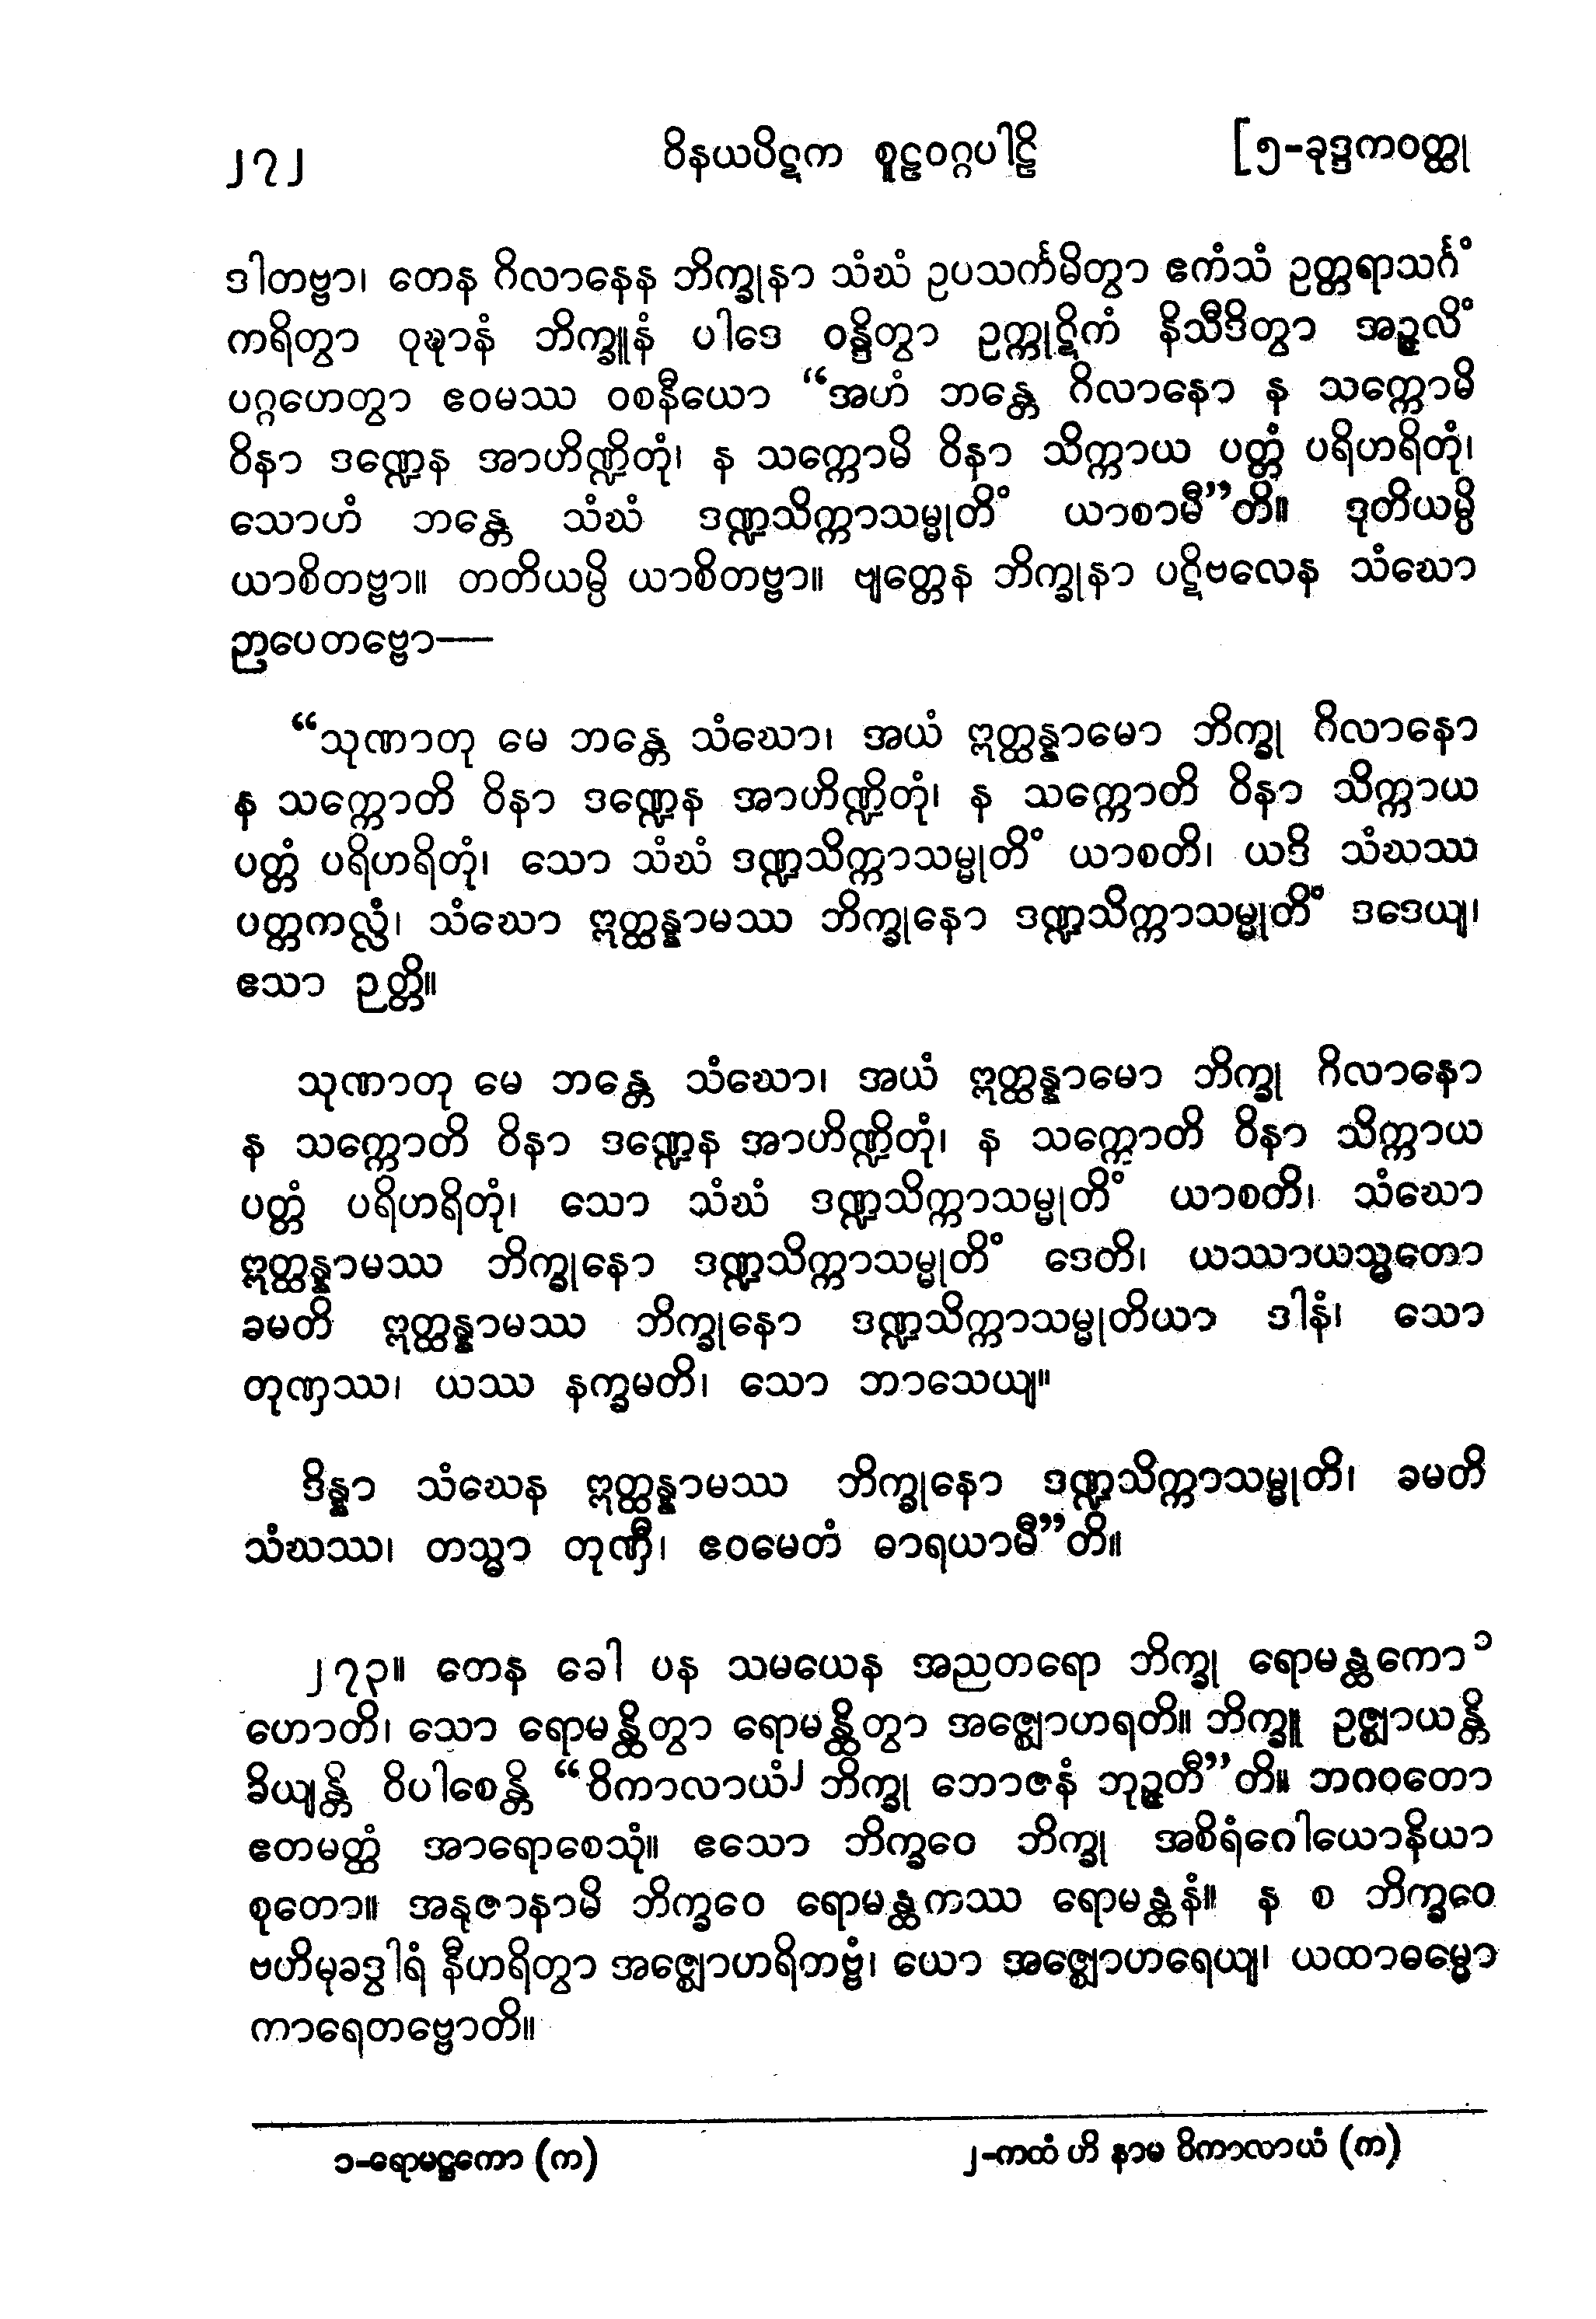 ၂၇၂ ဝိနယပိဋက စူဠဝဂ္ဂပါဠိ [၅-ခုဒ္ဒကဝတ္ထု
ဒါတဗ္ဗာ၊ တေန ဂိလာနေန ဘိက္ခုနာ သံဃံ ဥပသင်္ကမိတွာ ဧကံသံ ဥတ္တရာသင်္ဂံ
ကရိတွာ ဝုဍ္ဎာနံ ဘိက္ခူနံ ပါဒေ ဝန္ဒိတွာ ဥက္ကုဋိကံ နိသီဒိတွာ အဉ္ဇလိံ
ပဂ္ဂဟေတွာ ဧဝမဿ ဝစနီယော “အဟံ ဘန္တေ ဂိလာနော န သက္ကောမိ
ဝိနာ ဒဏ္ဍေန အာဟိဏ္ဍိတုံ၊ န သက္ကောမိ ဝိနာ သိက္ကာယ ပတ္တံ ပရိဟရိတုံ၊
သောဟံ ဘန္တေ သံဃံ ဒဏ္ဍသိက္ကာသမ္မုတိံ ယာစာမီ”တိ။ ဒုတိယမ္ပိ
ယာစိတဗ္ဗာ။ တတိယမ္ပိ ယာစိတဗ္ဗာ။ ဗျတ္တေန ဘိက္ခုနာ ပဋိဗလေန သံဃော
ဉာပေတဗ္ဗော—
“သုဏာတု မေ ဘန္တေ သံဃော၊ အယံ ဣတ္ထန္နာမော ဘိက္ခု ဂိလာနော
န သက္ကောတိ ဝိနာ ဒဏ္ဍေန အာဟိဏ္ဍိတုံ၊ န သက္ကောတိ ဝိနာ သိက္ကာယ
ပတ္တံ ပရိဟရိတုံ၊ သော သံဃံ ဒဏ္ဍသိက္ကာသမ္မုတိံ ယာစတိ၊ ယဒိ သံဃဿ
ပတ္တကလ္လံ၊ သံဃော ဣတ္ထန္နာမဿ ဘိက္ခုနော ဒဏ္ဍသိက္ကာသမ္မုတိံ ဒဒေယျ၊
ဧသာ ဉတ္တိ။
သုဏာတု မေ ဘန္တေ သံဃော၊ အယံ ဣတ္ထန္နာမော ဘိက္ခု ဂိလာနော
န သက္ကောတိ ဝိနာ ဒဏ္ဍေန အာဟိဏ္ဍိတုံ၊ န သက္ကောတိ ဝိနာ သိက္ကာယ
ပတ္တံ ပရိဟရိတုံ၊ သော သံဃံ ဒဏ္ဍသိက္ကာသမ္မုတိံ ယာစတိ၊ သံဃော
ဣတ္ထန္နာမဿ ဘိက္ခုနော ဒဏ္ဍသိက္ကာသမ္မုတိံ ဒေတိ၊ ယဿာယသ္မတော
ခမတိ ဣတ္ထန္နာမဿ ဘိက္ခုနော ဒဏ္ဍသိက္ကာသမ္မုတိယာ ဒါနံ၊ သော
တုဏှဿ၊ ယဿ နက္ခမတိ၊ သော ဘာသေယျ။
ဒိန္နာ သံဃေန ဣတ္ထန္နာမဿ ဘိက္ခုနော ဒဏ္ဍသိက္ကာသမ္မုတိ၊ ခမတိ
သံဃဿ၊ တသ္မာ တုဏှီ၊ ဧဝမေတံ ဓာရယာမီ”တိ။
၂၇၃။ တေန ခေါ ပန သမယေန အညတရော ဘိက္ခု ရောမန္ထကော၁
ဟောတိ၊ သော ရောမန္ထိတွာ ရောမန္ထိတွာ အဇ္ဈောဟရတိ။ ဘိက္ခူ ဥဇ္ဈာယန္တိ
ခိယျန္တိ ဝိပါစေန္တိ “ဝိကာလာယံ၂ ဘိက္ခု ဘောဇနံ ဘုဉ္ဇတီ”တိ။ ဘဂဝတော
ဧတမတ္ထံ အာရောစေသုံ။ ဧသော ဘိက္ခဝေ ဘိက္ခု အစိရံဂေါယောနိယာ
စုတော။ အနုဇာနာမိ ဘိက္ခဝေ ရောမန္ထကဿ ရောမန္ထနံ။ န စ ဘိက္ခဝေ
ဗဟိမုခဒွါရံ နီဟရိတွာ အဇ္ဈောဟရိတဗ္ဗံ၊ ယော အဇ္ဈောဟရေယျ၊ ယထာဓမ္မော
ကာရေတဗ္ဗောတိ။
၁-ရောမဋ္ဌကော (က) ၂-ကထံ ဟိ နာမ ဝိကာလာယံ (က)